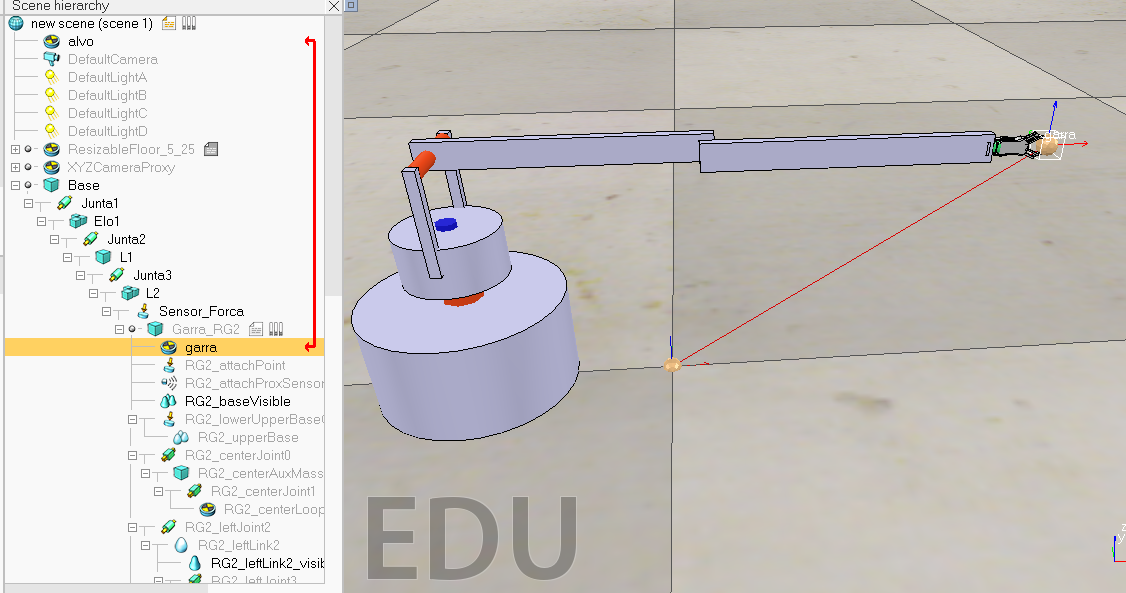 Scene hierarchy
new scene (scene 1)
alvo
DefaultCamera
DefaultLightA
DefaultLightB
DefaultLightC
DefaultLightD
ResizableFloor_5_25
XYZCameraProxy
Base
Junta1
Elo1
Junta2
L1
Junta3
L2
Sensor_Forca
Garra_RG2
garra
RG2_attachPoint
RG2_attachProxSensor
RG2_baseVisible
RG2_lowerUpperBase
RG2_upperBase
RG2_centerJoint0
RG2_centerAuxMass
RG2_centerJoint1
RG2_centerLoop
RG2_leftJoint2
RG2_leftLink2
RG2_leftLink2_visib
RG2_leftJoint3
garra
EDU
z
y